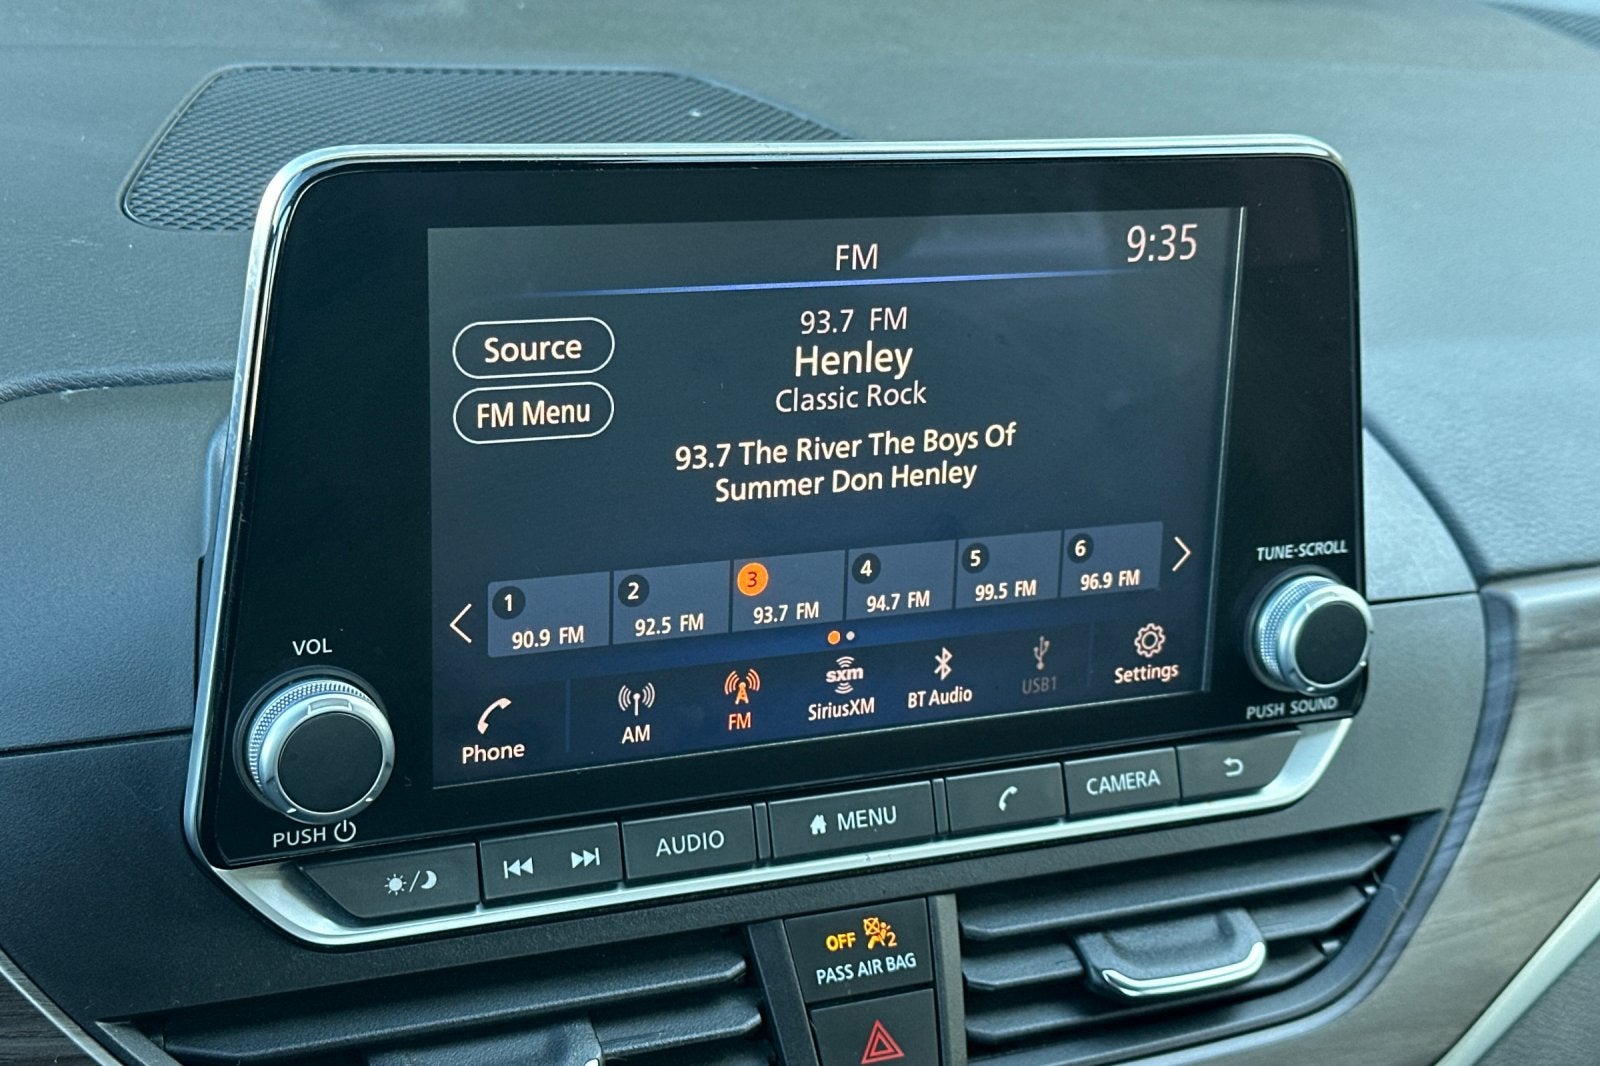 FM
9:35
93.7 FM
Source
Henley
Classic Rock
FM Menu
93.7 The River The Boys Of
Summer Don Henley
1
90.9 FM
2
92.5 FM
3
93.7 FM
4
94.7 FM
5
99.5 FM
6
96.9 FM
TUNE·SCROLL
PUSH SOUND
VOL
PUSH
Phone
AM
FM
sxm
SiriusXM
BT Audio
USB1
Settings
AUDIO
MENU
CAMERA
OFF
2
PASS AIR BAG